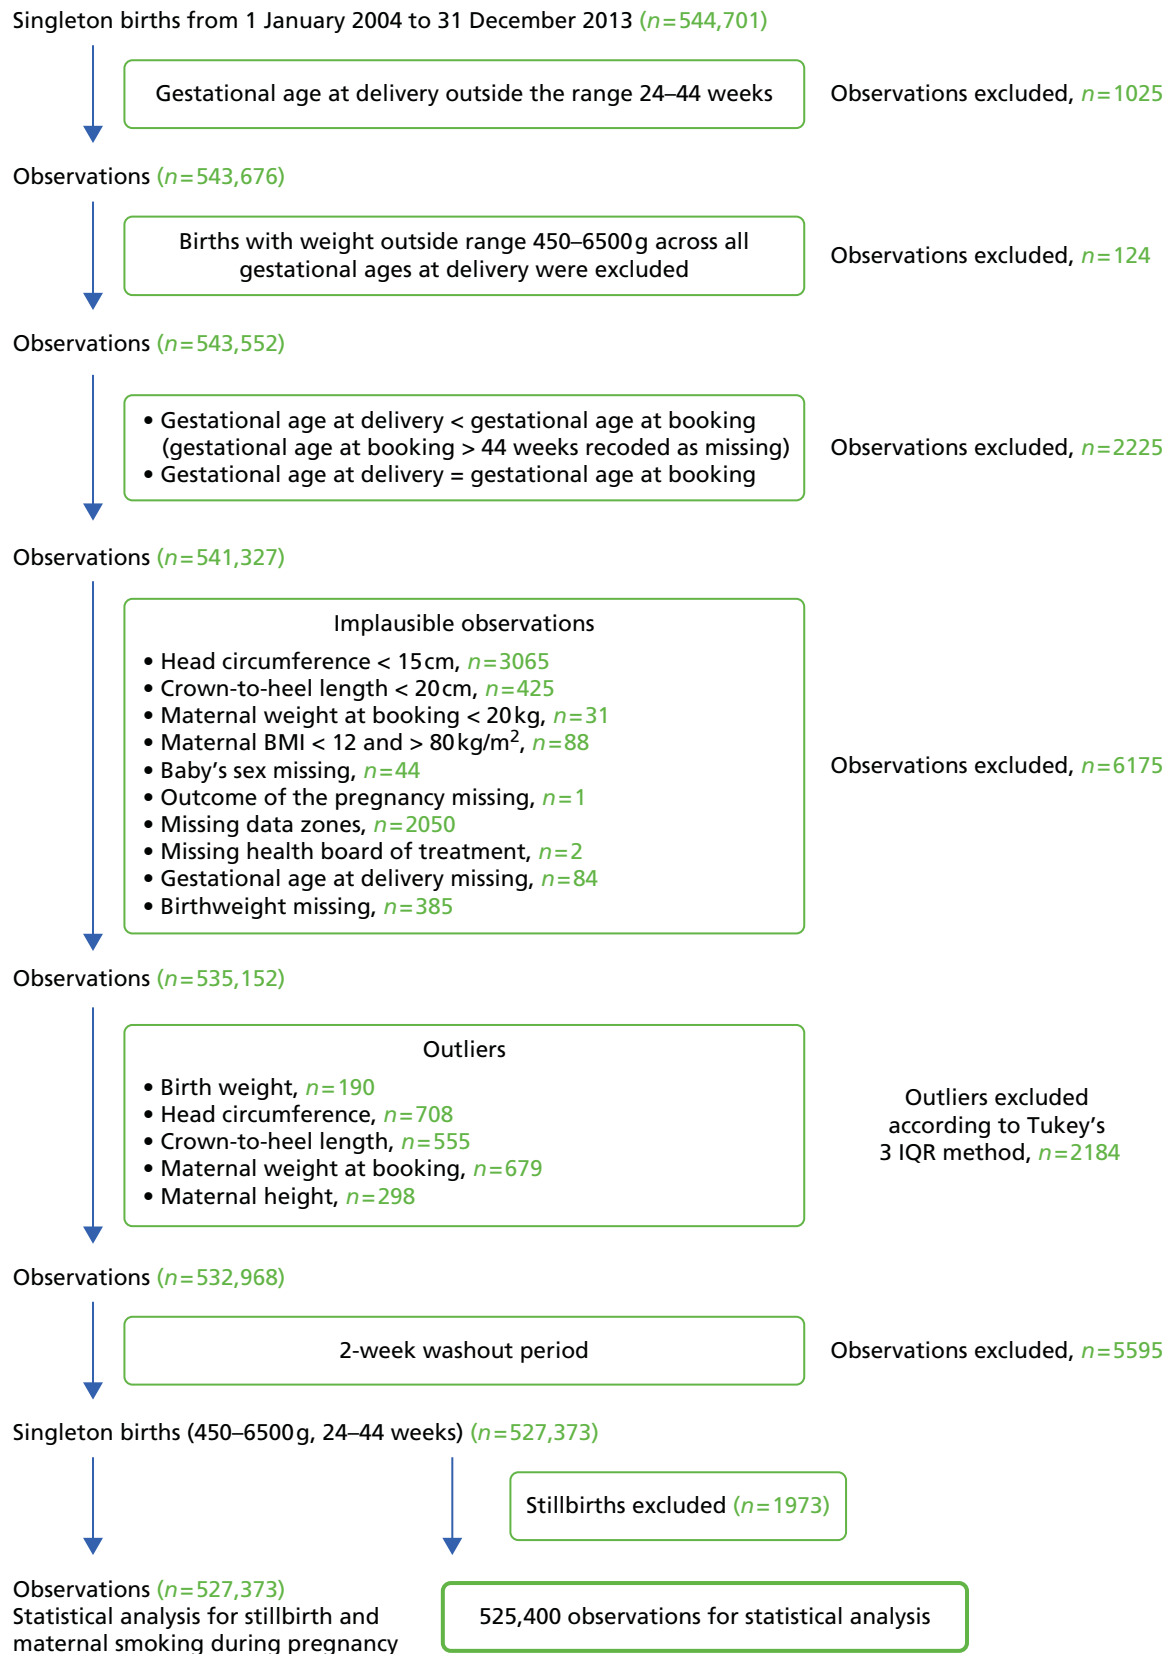 Singleton births from 1 January 2004 to 31 December 2013 (n=544,701)
Gestational age at delivery outside the range 24–44 weeks
Observations excluded, n=1025
Observations (n=543,676)
Births with weight outside range 450–6500g across all
gestational ages at delivery were excluded
Observations excluded, n=124
Observations (n=543,552)
• Gestational age at delivery < gestational age at booking
(gestational age at booking > 44 weeks recoded as missing)
• Gestational age at delivery = gestational age at booking
Observations excluded, n=2225
Observations (n=541,327)
Implausible observations
• Head circumference < 15cm, n=3065
• Crown-to-heel length < 20cm, n=425
• Maternal weight at booking < 20kg, n=31
• Maternal BMI < 12 and > 80kg/m², n=88
• Baby's sex missing, n=44
• Outcome of the pregnancy missing, n=1
• Missing data zones, n=2050
• Missing health board of treatment, n=2
• Gestational age at delivery missing, n=84
• Birthweight missing, n=385
Observations excluded, n=6175
Observations (n=535,152)
Outliers
• Birth weight, n=190
• Head circumference, n=708
• Crown-to-heel length, n=555
• Maternal weight at booking, n=679
• Maternal height, n=298
Outliers excluded
according to Tukey's
3 IQR method, n=2184
Observations (n=532,968)
2-week washout period
Observations excluded, n=5595
Singleton births (450–6500g, 24–44 weeks) (n=527,373)
Stillbirths excluded (n=1973)
Observations (n=527,373)
Statistical analysis for stillbirth and
maternal smoking during pregnancy
525,400 observations for statistical analysis